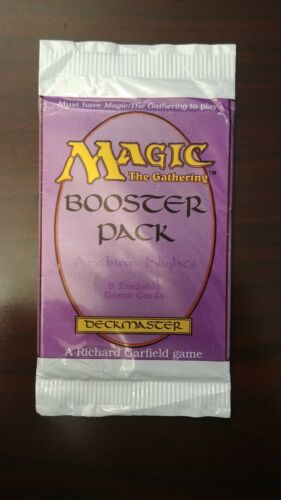 Must have Magic:The Gathering to play
MAGIC
The Gathering™
BOOSTER
PACK
Arabian Nights
8 Tradable
Game Cards
DECKMASTER
A Richard Garfield game